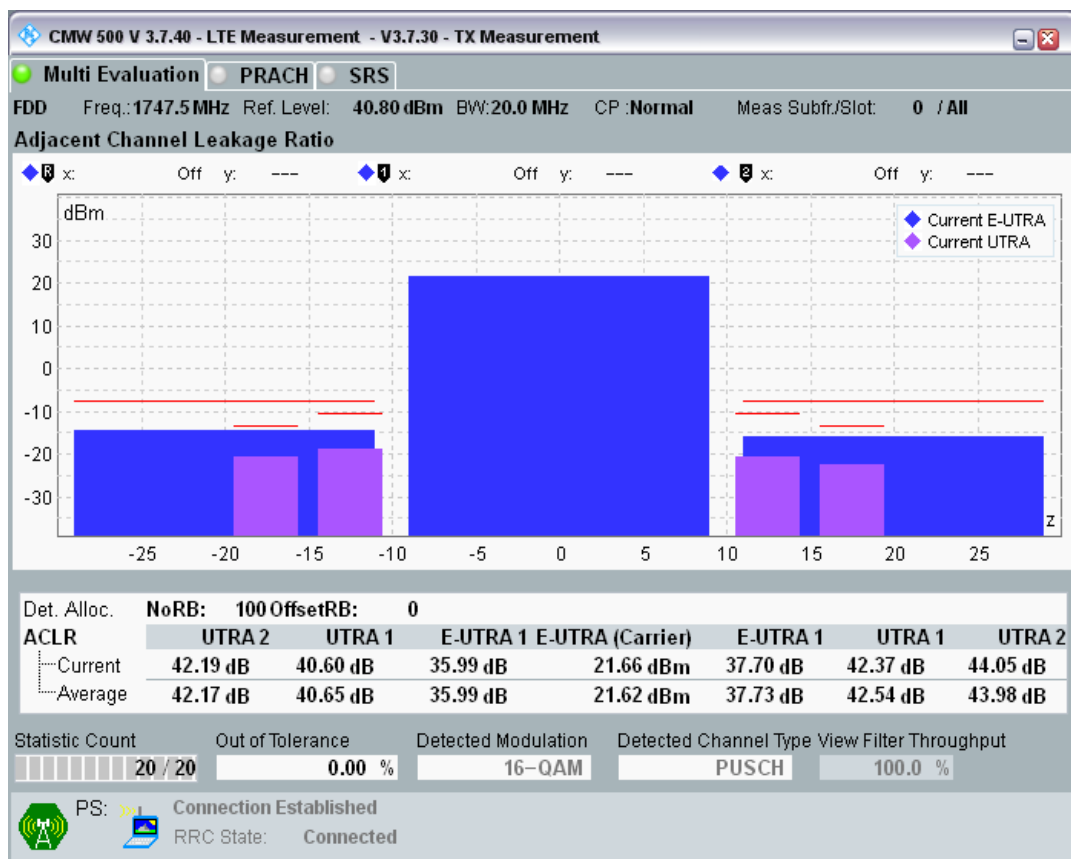 CMW 500 V 3.7.40 - LTE Measurement - V3.7.30 - TX Measurement
Multi Evaluation PRACH SRS
FDD Freq.: 1747.5 MHz Ref. Level: 40.80 dBm BW: 20.0 MHz CP : Normal Meas Subfr./Slot: 0 / All
Adjacent Channel Leakage Ratio
R x: Off y: --- 1 x: Off y: --- 2 x: Off y: ---
dBm
Current E-UTRA
Current UTRA
30
20
10
0
-10
-20
-30
z
-25 -20 -15 -10 -5 0 5 10 15 20 25
Det. Alloc. NoRB: 100 OffsetRB: 0
ACLR UTRA 2 UTRA 1 E-UTRA 1 E-UTRA (Carrier) E-UTRA 1 UTRA 1 UTRA 2
Current 42.19 dB 40.60 dB 35.99 dB 21.66 dBm 37.70 dB 42.37 dB 44.05 dB
Average 42.17 dB 40.65 dB 35.99 dB 21.62 dBm 37.73 dB 42.54 dB 43.98 dB
Statistic Count Out of Tolerance Detected Modulation Detected Channel Type View Filter Throughput
20 / 20 0.00 % 16-QAM PUSCH 100.0 %
PS: Connection Established
RRC State: Connected